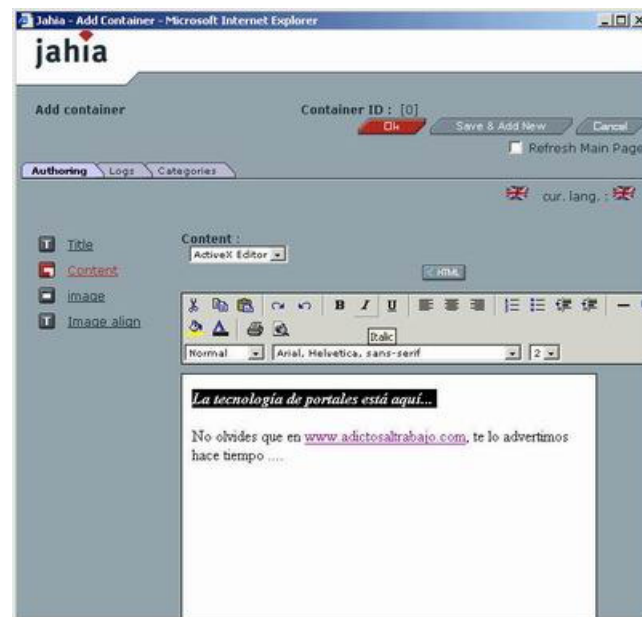 Jahia - Add Container - Microsoft Internet Explorer
jahia
Add container
Container ID : [0]
Ok
Save & Add New
Cancel
Refresh Main Page
Authoring
Logs
Categories
cur. lang. :
Title
Content
image
Image align
Content :
ActiveX Editor
< HTML
B I U
Italic
Normal
Arial, Helvetica, sans-serif
2
La tecnología de portales está aquí...
No olvides que en www.adictosaltrabajo.com, te lo advertimos
hace tiempo ....